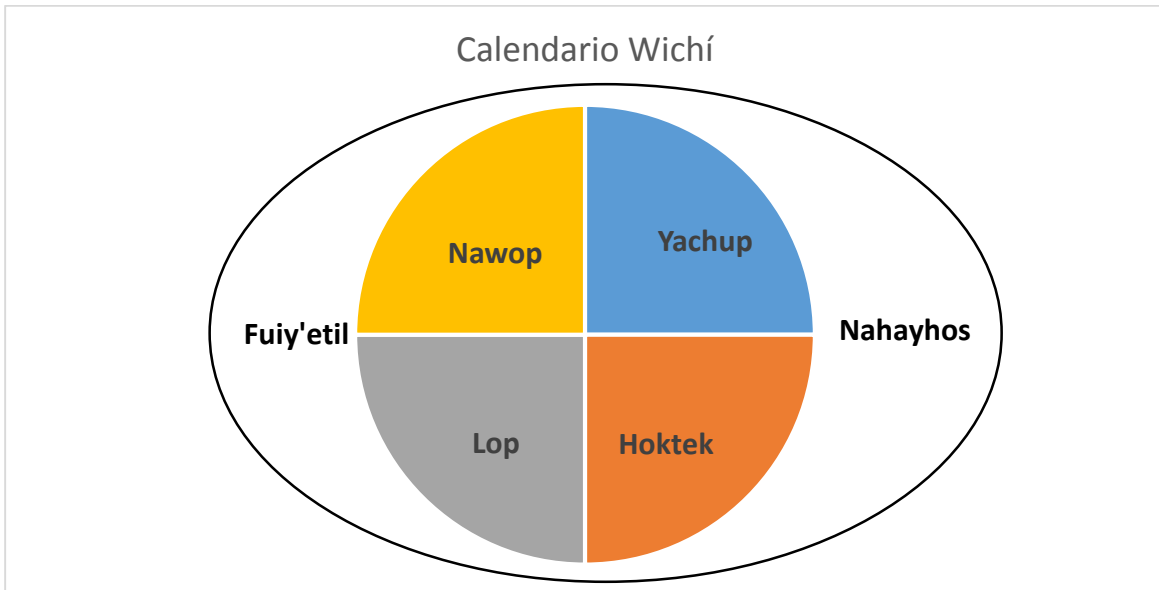 Calendario Wichí
Nawop
Yachup
Fuiy'etil
Nahayhos
Lop
Hoktek